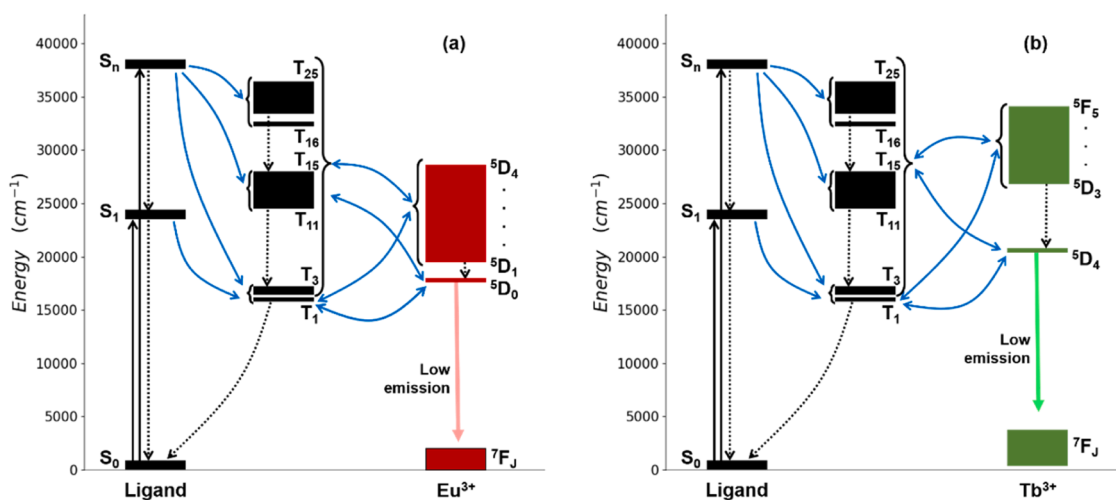 (a)
40000
35000
30000
25000
20000
15000
10000
5000
0
Energy (cm⁻¹)
Sₙ
S₁
S₀
T₂₅
T₁₆
T₁₅
T₁₁
T₃
T₁
⁵D₄
⁵D₁
⁵D₀
Low
emission
⁷F_J
Ligand
Eu³⁺
(b)
40000
35000
30000
25000
20000
15000
10000
5000
0
Energy (cm⁻¹)
Sₙ
S₁
S₀
T₂₅
T₁₆
T₁₅
T₁₁
T₃
T₁
⁵F₅
⁵D₃
⁵D₄
Low
emission
⁷F_J
Ligand
Tb³⁺